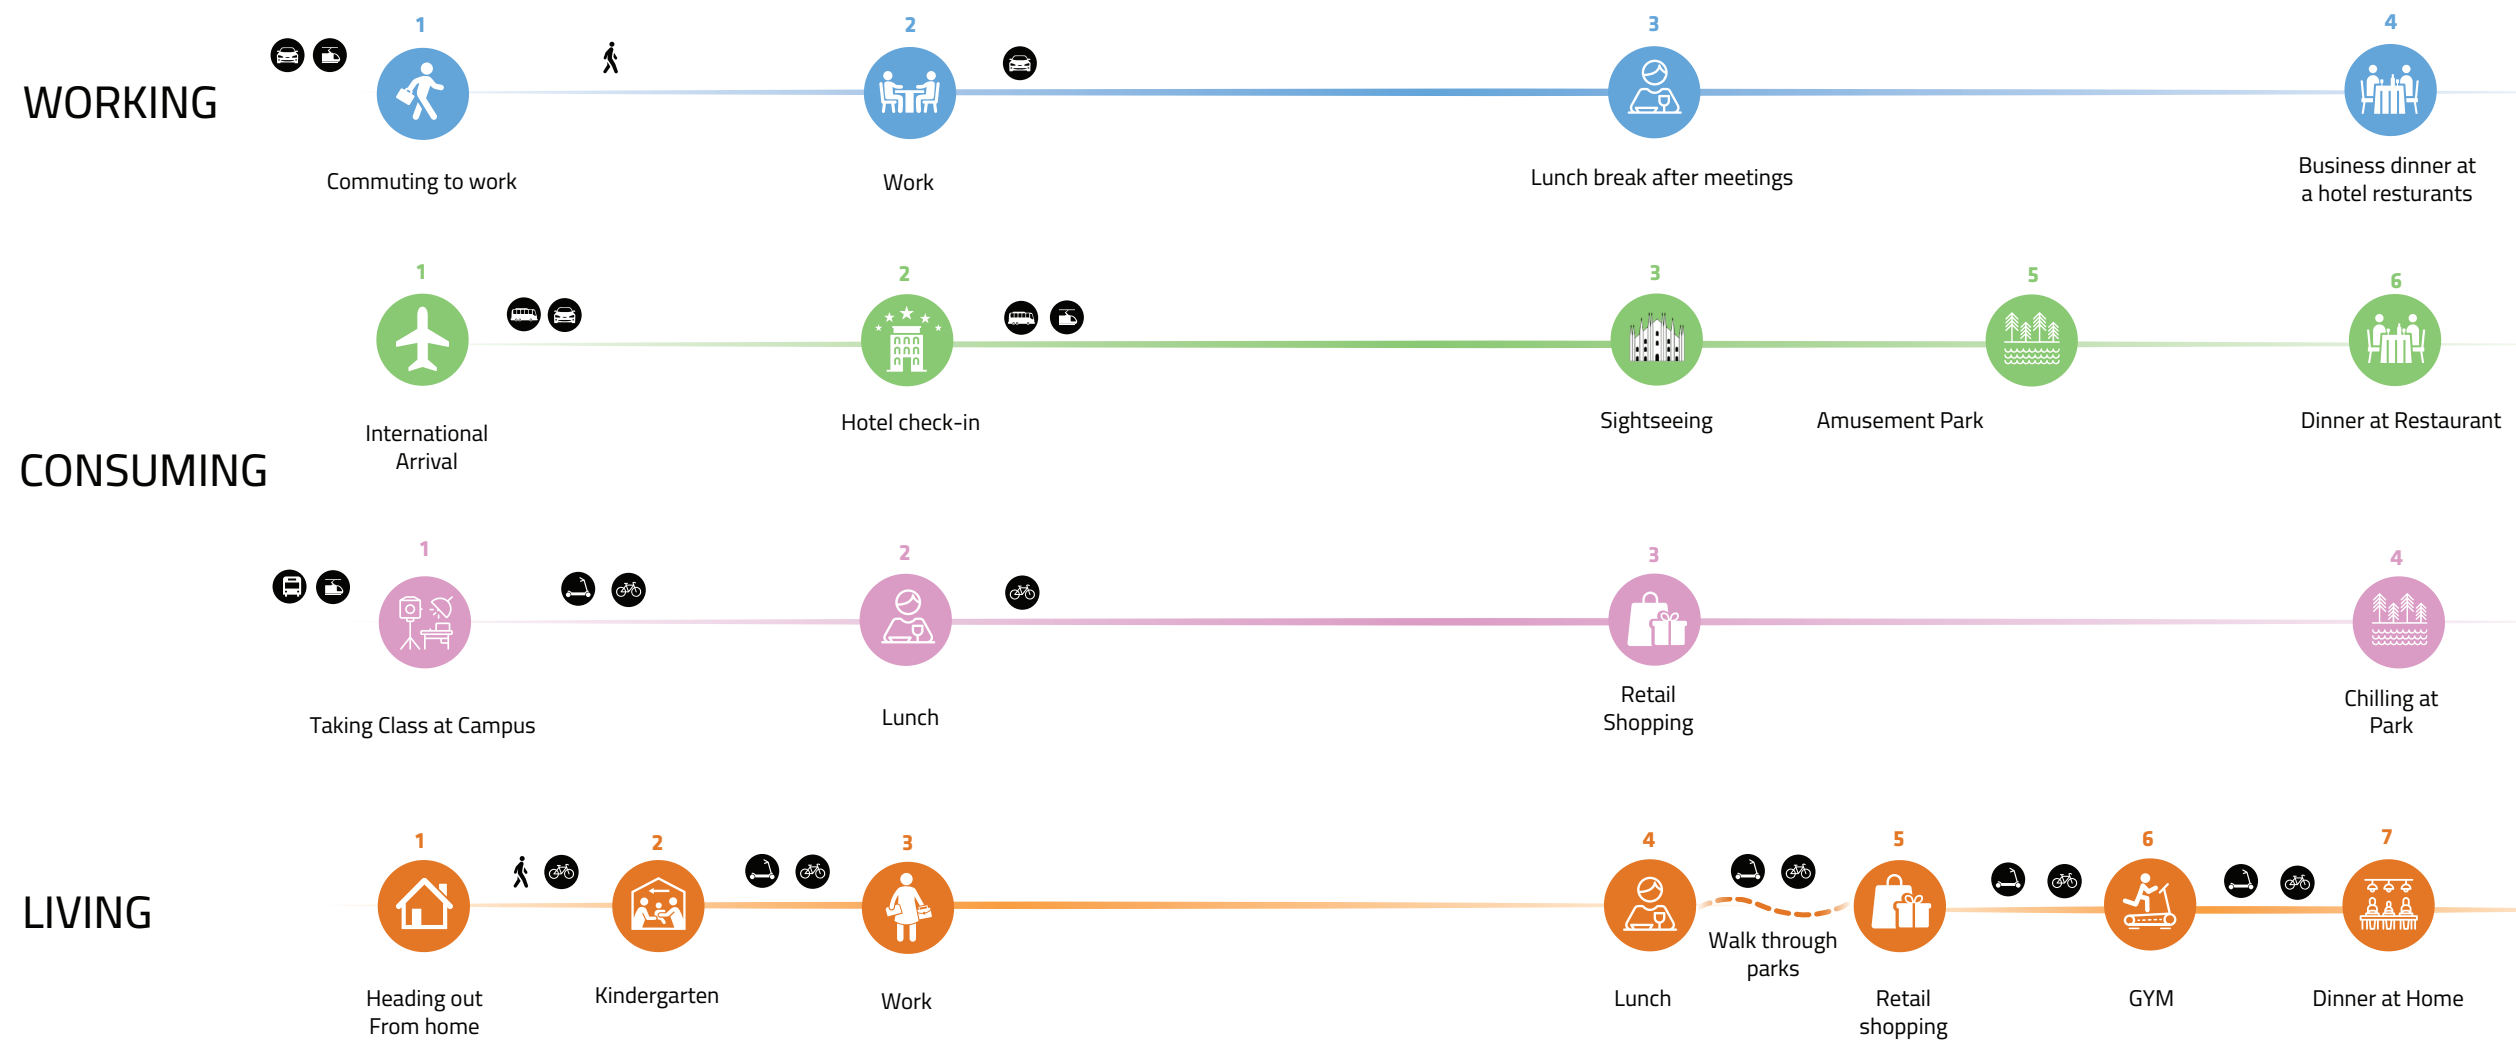 1
2
3
4
WORKING
Commuting to work
Work
Lunch break after meetings
Business dinner at
a hotel resturants
1
2
3
5
6
International
Arrival
Hotel check-in
Sightseeing
Amusement Park
Dinner at Restaurant
CONSUMING
1
2
3
4
Taking Class at Campus
Lunch
Retail
Shopping
Chilling at
Park
1
2
3
4
5
6
7
LIVING
Walk through
parks
Heading out
From home
Kindergarten
Work
Lunch
Retail
shopping
GYM
Dinner at Home